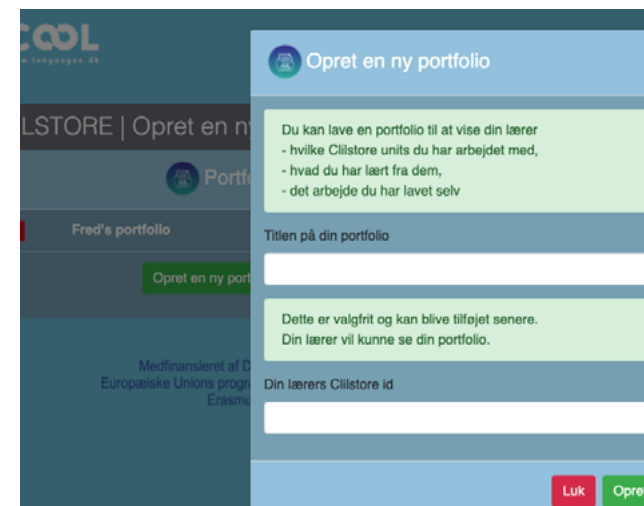 COOL
languages dk
LSTORE | Opret en n
Portf
Fred's portfolio
Opret en ny port
Medfinansieret af D
Europæiske Unions progra
Erasmu
Opret en ny portfolio
Du kan lave en portfolio til at vise din lærer
- hvilke Clilstore units du har arbejdet med,
- hvad du har lært fra dem,
- det arbejde du har lavet selv
Titlen på din portfolio
Dette er valgfrit og kan blive tilføjet senere.
Din lærer vil kunne se din portfolio.
Din lærers Clilstore id
Luk
Opret